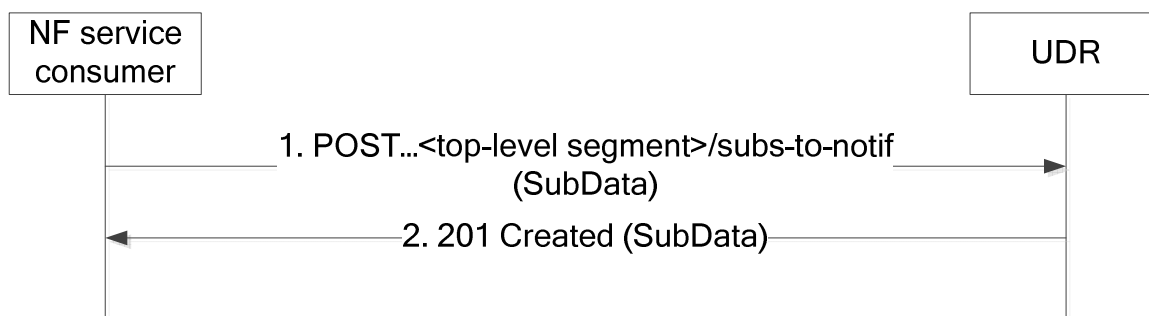 NF service
consumer
UDR
1. POST...<top-level segment>/subs-to-notif
(SubData)
2. 201 Created (SubData)